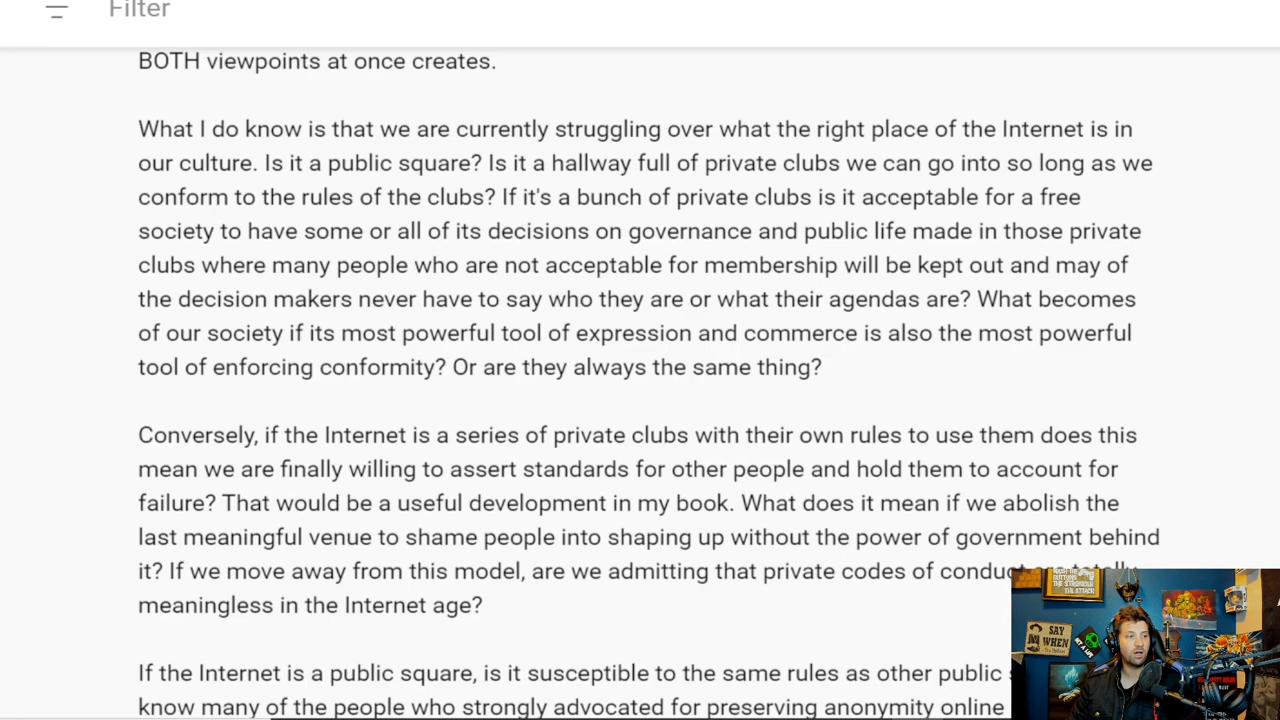 Filter
BOTH viewpoints at once creates.
What I do know is that we are currently struggling over what the right place of the Internet is in
our culture. Is it a public square? Is it a hallway full of private clubs we can go into so long as we
conform to the rules of the clubs? If it's a bunch of private clubs is it acceptable for a free
society to have some or all of its decisions on governance and public life made in those private
clubs where many people who are not acceptable for membership will be kept out and may of
the decision makers never have to say who they are or what their agendas are? What becomes
of our society if its most powerful tool of expression and commerce is also the most powerful
tool of enforcing conformity? Or are they always the same thing?
Conversely, if the Internet is a series of private clubs with their own rules to use them does this
mean we are finally willing to assert standards for other people and hold them to account for
failure? That would be a useful development in my book. What does it mean if we abolish the
last meaningful venue to shame people into shaping up without the power of government behind
it? If we move away from this model, are we admitting that private codes of
meaningless in the Internet age?
If the Internet is a public square, is it susceptible to the same rules as other public
know many of the people who strongly advocated for preserving anonymity online
BUTTONS
THE STRONGER
THE ATTACK
SAY
WHEN